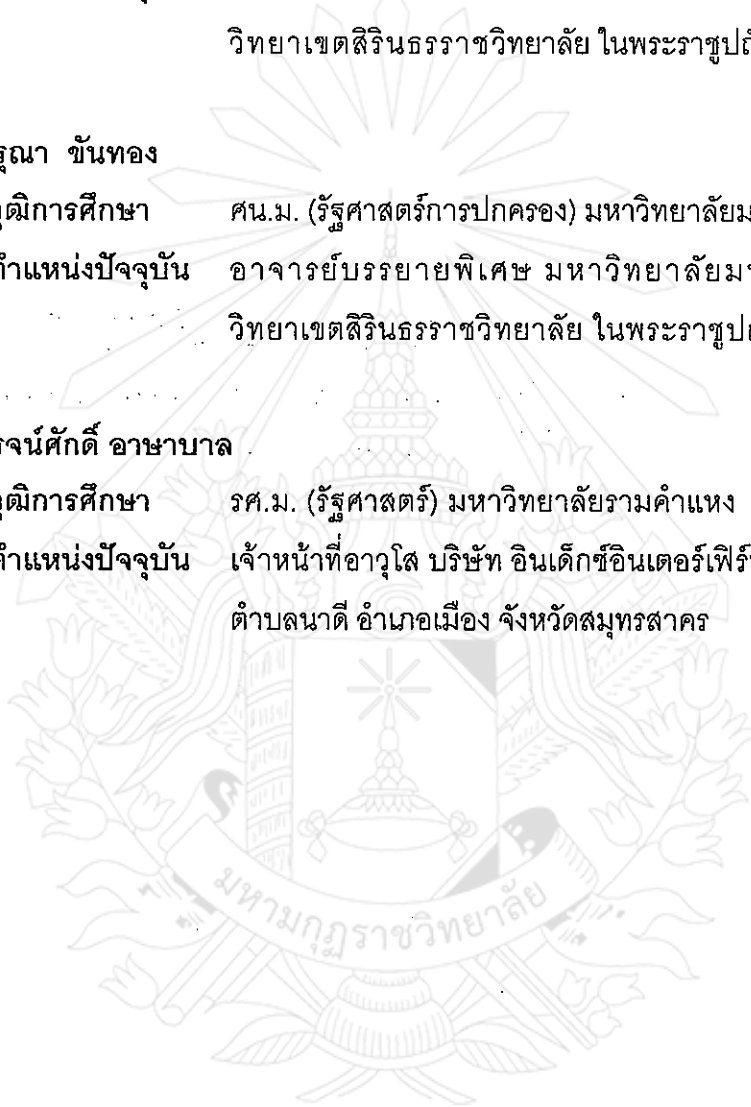 วิทยาเขตสิรินธรราชวิทยาลัย ในพระราชูปถ
รุณา ขันทอง
วุฒิการศึกษา ศน.ม. (รัฐศาสตร์การปกครอง) มหาวิทยาลัยม
ตำแหน่งปัจจุบัน อาจารย์บรรยายพิเศษ มหาวิทยาลัยม
วิทยาเขตสิรินธรราชวิทยาลัย ในพระราชูป
รจน์ศักดิ์ อาษาบาล
วุฒิการศึกษา รศ.ม. (รัฐศาสตร์) มหาวิทยาลัยรามคำแหง
ตำแหน่งปัจจุบัน เจ้าหน้าที่อาวุโส บริษัท อินเด็กซ์อินเตอร์เฟิร์
ตำบลนาดี อำเภอเมือง จังหวัดสมุทรสาคร
มหามกุฏราชวิทยาลัย